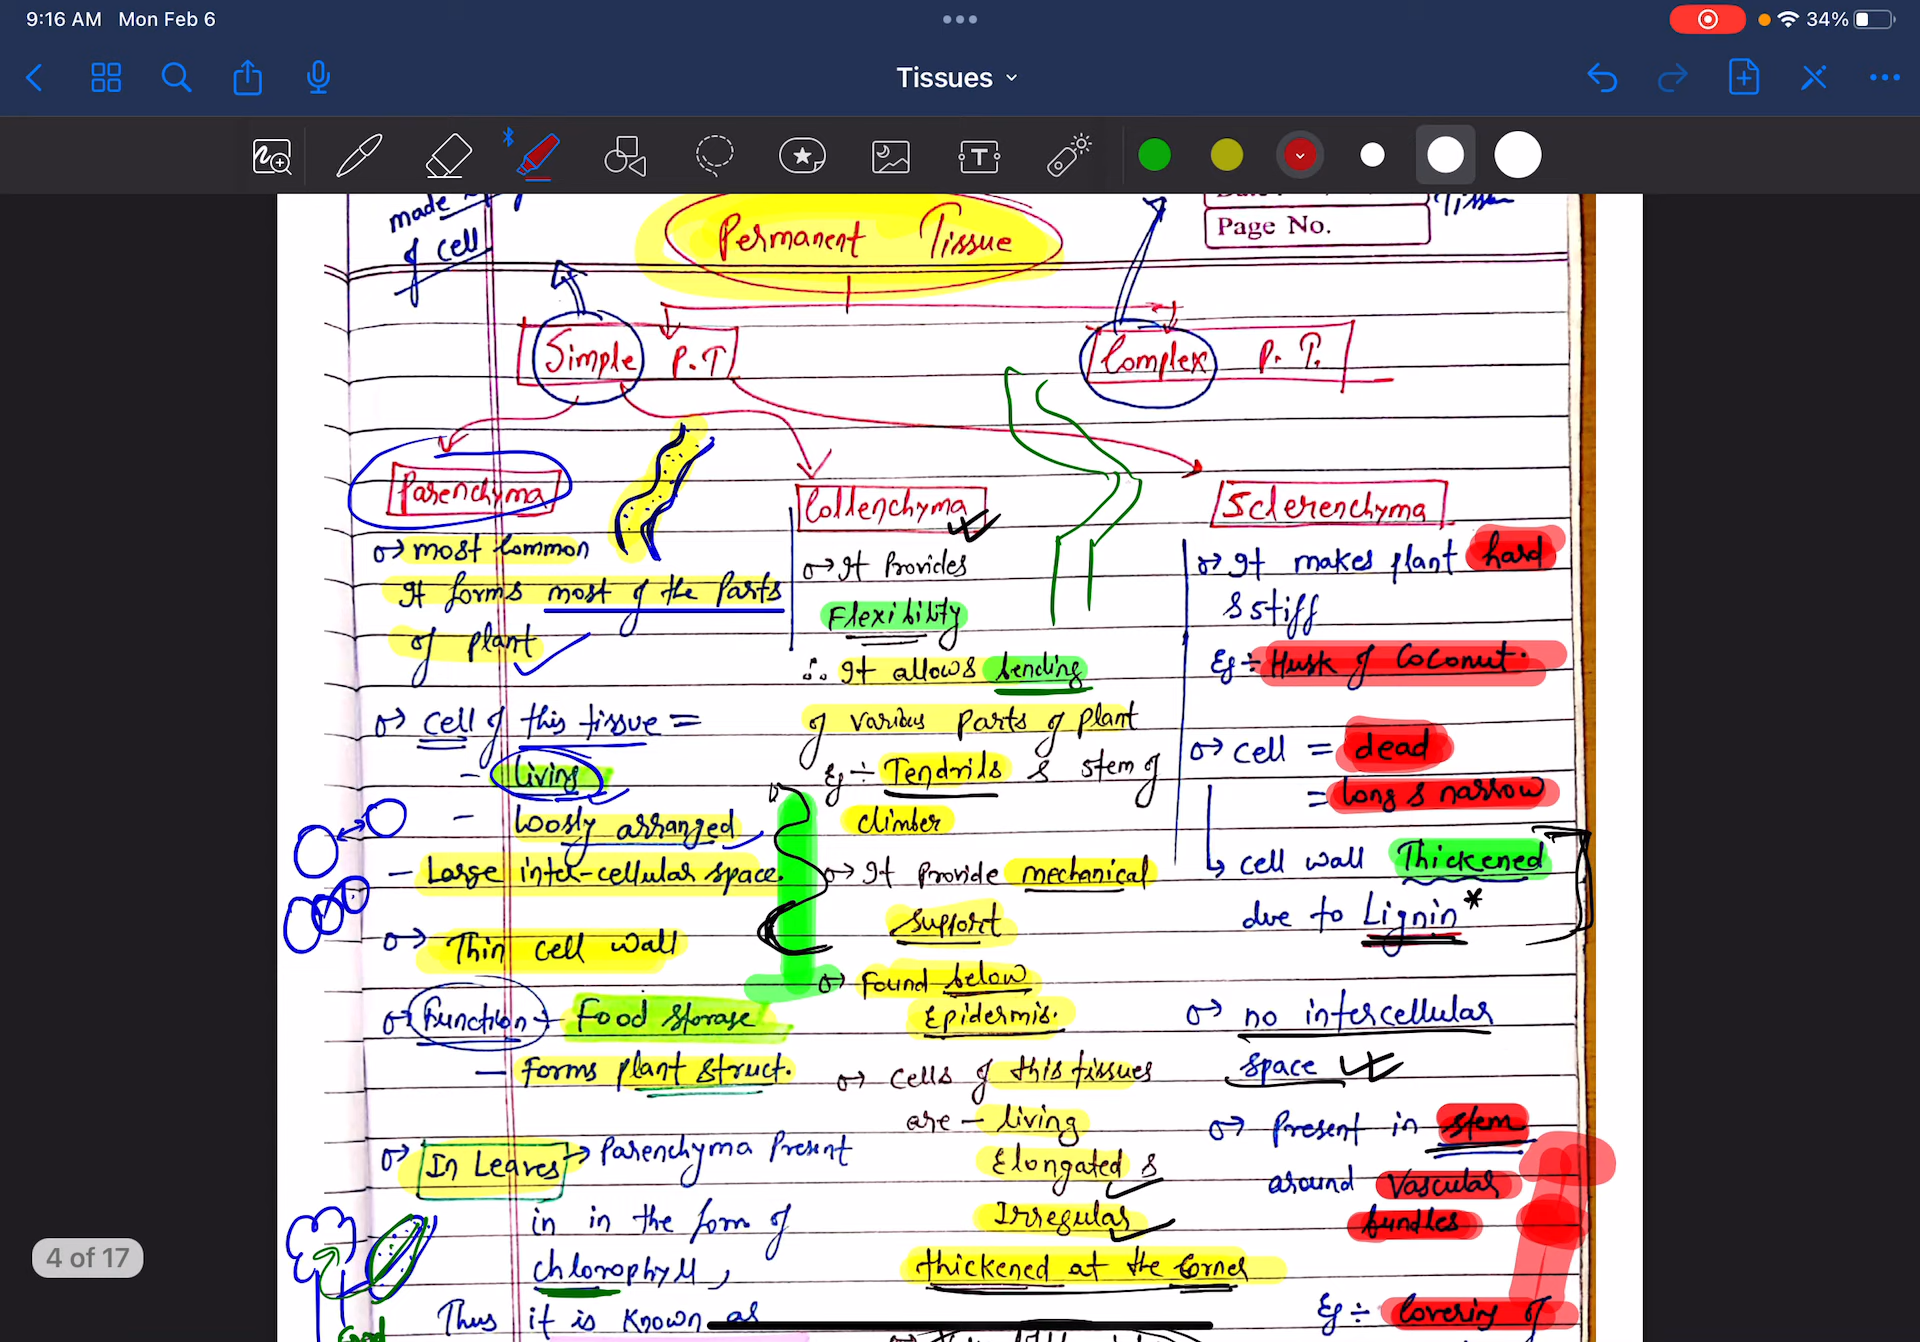 9:16 AM Mon Feb 6
34%
Tissues
made
of cell
Permanent Tissue
Page No.
Tissue
Simple P.T
Complex P.T.
Parenchyma
Collenchyma
Sclerenchyma
most Common
It forms most of the Parts
of plant
cell of this tissue =
- living
- loosly arranged
- Large inter-cellular space.
Thin cell wall
Function - Food storage
- Forms plant struct.
In Leaves → Parenchyma Present
in in the form of
chlorophyll,
Thus it is known as
It Provides
Flexibility
∴ It allows bending
of various Parts of plant
Eg ÷ Tendrils & stem of
climber
It Provide mechanical
support
Found below
Epidermis.
Cells of this tissues
are - living
Elongated &
Irregular
thickened at the Corner
It makes plant hard
& stiff
Eg ÷ Husk of Coconut.
cell = dead
= long & narrow
cell wall Thickened
due to Lignin*
no intercellular
space
Present in stem
around Vascular
bundles
Eg ÷ Covering of
4 of 17